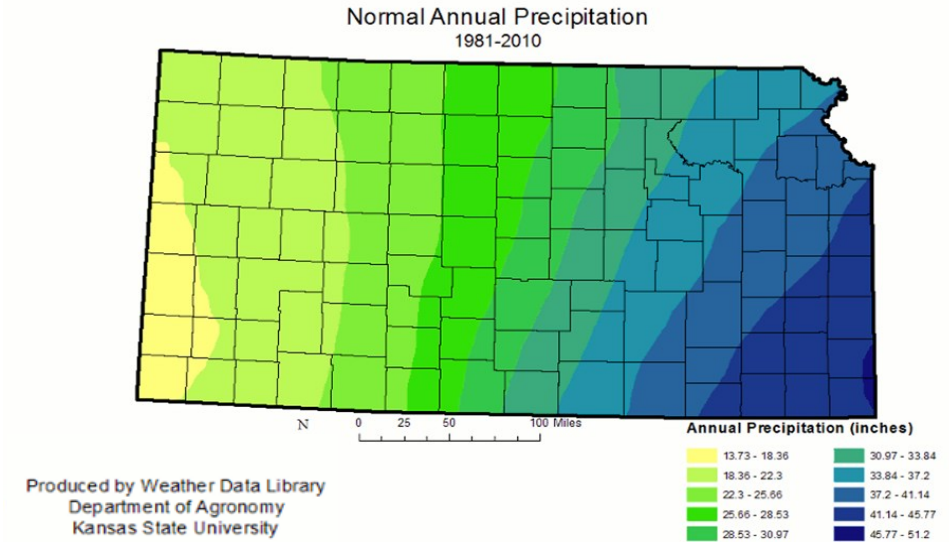 Normal Annual Precipitation
1981-2010
N
0 25 50 100 Miles
Annual Precipitation (inches)
13.73 - 18.36
18.36 - 22.3
22.3 - 25.66
25.66 - 28.53
28.53 - 30.97
30.97 - 33.84
33.84 - 37.2
37.2 - 41.14
41.14 - 45.77
45.77 - 51.2
Produced by Weather Data Library
Department of Agronomy
Kansas State University